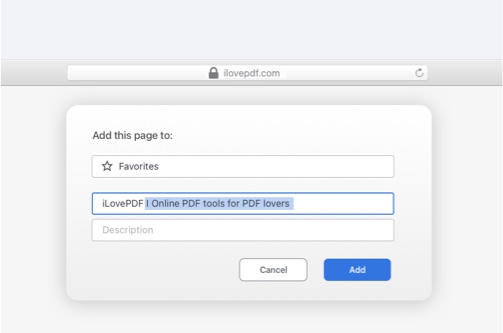 ilovepdf.com
Add this page to:
Favorites
iLovePDF | Online PDF tools for PDF lovers
Description
Cancel
Add